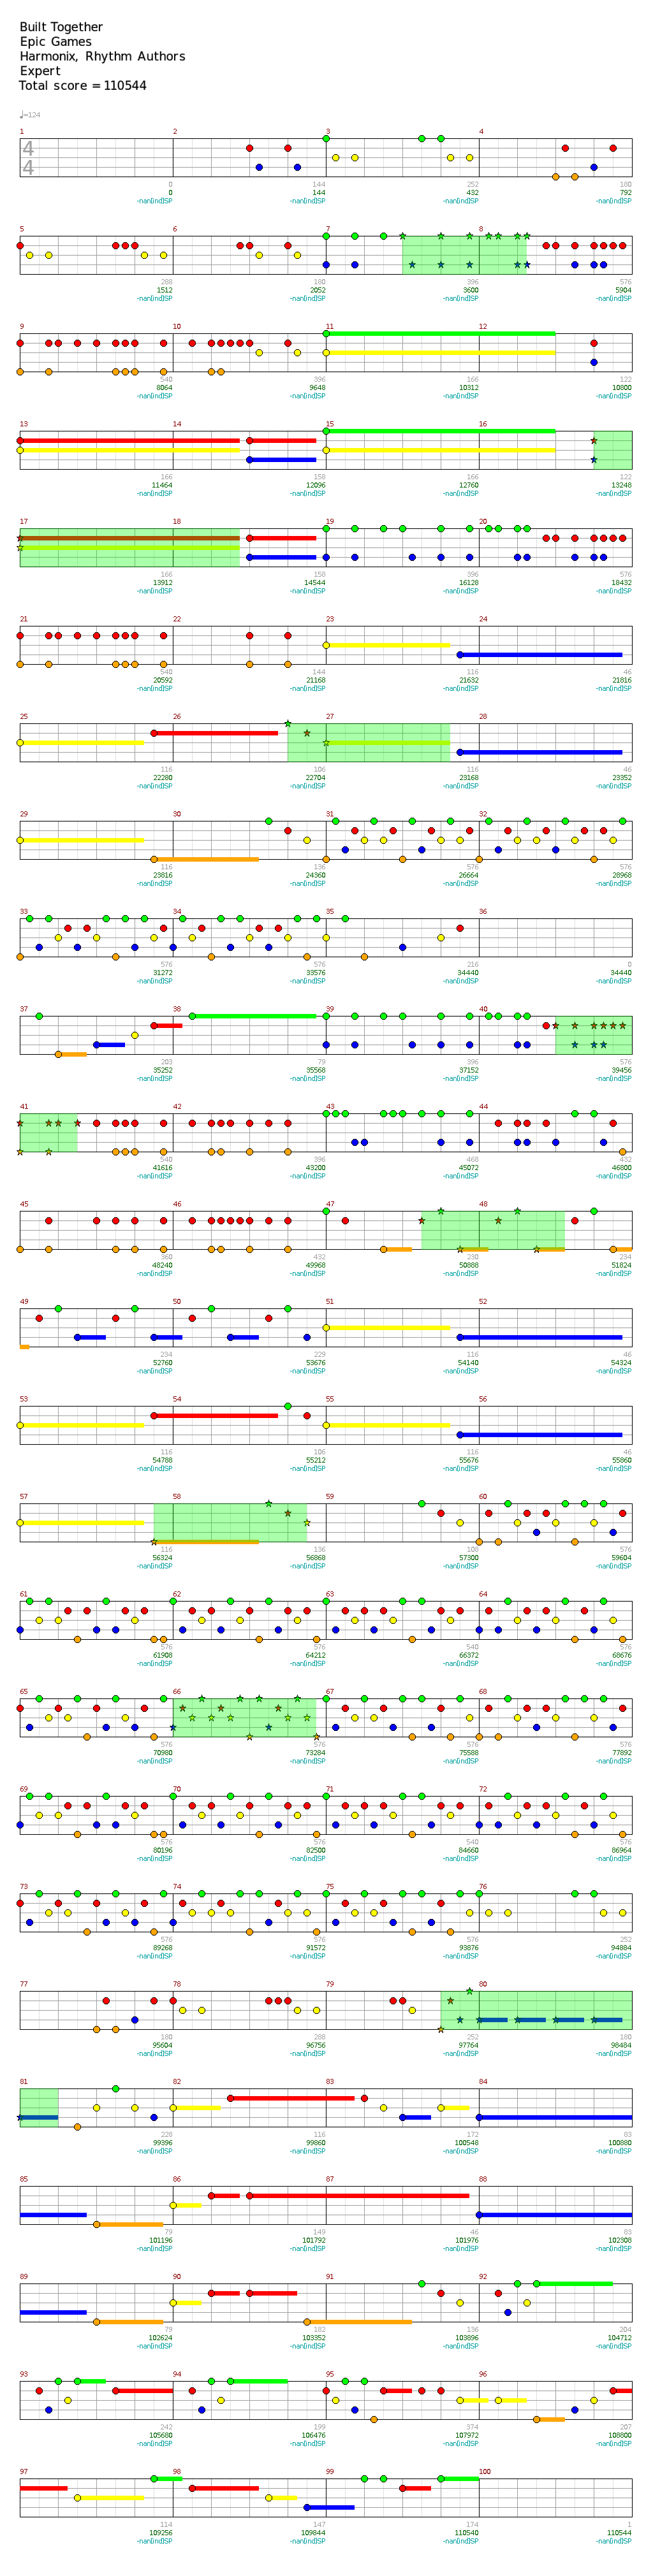 Built Together
Epic Games
Harmonix, Rhythm Authors
Expert
Total score = 110544
♩=124
1 2 3 4
4
4
0 144 252 180
0 144 432 792
-nan(ind)SP -nan(ind)SP -nan(ind)SP -nan(ind)SP
5 6 7 8
288 180 396 576
1512 2052 3600 5904
-nan(ind)SP -nan(ind)SP -nan(ind)SP -nan(ind)SP
9 10 11 12
540 396 166 122
8064 9648 10312 10800
-nan(ind)SP -nan(ind)SP -nan(ind)SP -nan(ind)SP
13 14 15 16
166 158 166 122
11464 12096 12760 13248
-nan(ind)SP -nan(ind)SP -nan(ind)SP -nan(ind)SP
17 18 19 20
166 158 396 576
13912 14544 16128 18432
-nan(ind)SP -nan(ind)SP -nan(ind)SP -nan(ind)SP
21 22 23 24
540 144 116 46
20592 21168 21632 21816
-nan(ind)SP -nan(ind)SP -nan(ind)SP -nan(ind)SP
25 26 27 28
116 106 116 46
22280 22704 23168 23352
-nan(ind)SP -nan(ind)SP -nan(ind)SP -nan(ind)SP
29 30 31 32
116 136 576 576
23816 24360 26664 28968
-nan(ind)SP -nan(ind)SP -nan(ind)SP -nan(ind)SP
33 34 35 36
576 576 216 0
31272 33576 34440 34440
-nan(ind)SP -nan(ind)SP -nan(ind)SP -nan(ind)SP
37 38 39 40
203 79 396 576
35252 35568 37152 39456
-nan(ind)SP -nan(ind)SP -nan(ind)SP -nan(ind)SP
41 42 43 44
540 396 468 432
41616 43200 45072 46800
-nan(ind)SP -nan(ind)SP -nan(ind)SP -nan(ind)SP
45 46 47 48
360 432 230 234
48240 49968 50888 51824
-nan(ind)SP -nan(ind)SP -nan(ind)SP -nan(ind)SP
49 50 51 52
234 229 116 46
52760 53676 54140 54324
-nan(ind)SP -nan(ind)SP -nan(ind)SP -nan(ind)SP
53 54 55 56
116 106 116 46
54788 55212 55676 55860
-nan(ind)SP -nan(ind)SP -nan(ind)SP -nan(ind)SP
57 58 59 60
116 136 108 576
56324 56868 57300 59604
-nan(ind)SP -nan(ind)SP -nan(ind)SP -nan(ind)SP
61 62 63 64
576 576 540 576
61908 64212 66372 68676
-nan(ind)SP -nan(ind)SP -nan(ind)SP -nan(ind)SP
65 66 67 68
576 576 576 576
70980 73284 75588 77892
-nan(ind)SP -nan(ind)SP -nan(ind)SP -nan(ind)SP
69 70 71 72
576 576 540 576
80196 82500 84660 86964
-nan(ind)SP -nan(ind)SP -nan(ind)SP -nan(ind)SP
73 74 75 76
576 576 576 252
89268 91572 93876 94884
-nan(ind)SP -nan(ind)SP -nan(ind)SP -nan(ind)SP
77 78 79 80
180 288 252 180
95604 96756 97764 98484
-nan(ind)SP -nan(ind)SP -nan(ind)SP -nan(ind)SP
81 82 83 84
228 116 172 83
99396 99860 100548 100880
-nan(ind)SP -nan(ind)SP -nan(ind)SP -nan(ind)SP
85 86 87 88
79 149 46 83
101196 101792 101976 102308
-nan(ind)SP -nan(ind)SP -nan(ind)SP -nan(ind)SP
89 90 91 92
79 182 136 204
102624 103352 103896 104712
-nan(ind)SP -nan(ind)SP -nan(ind)SP -nan(ind)SP
93 94 95 96
242 199 374 207
105680 106476 107972 108800
-nan(ind)SP -nan(ind)SP -nan(ind)SP -nan(ind)SP
97 98 99 100
114 147 174 1
109256 109844 110540 110544
-nan(ind)SP -nan(ind)SP -nan(ind)SP -nan(ind)SP